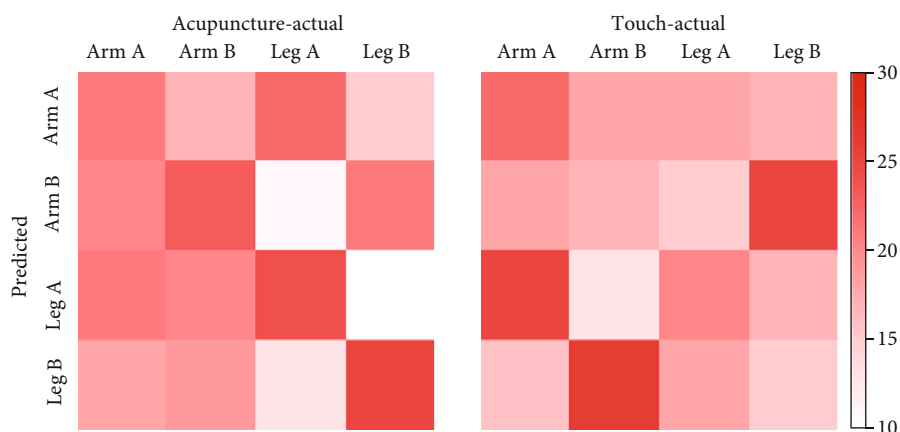 Acupuncture-actual
Arm A Arm B Leg A Leg B
Touch-actual
Arm A Arm B Leg A Leg B
Predicted
Arm A
Arm B
Leg A
Leg B
30
25
20
15
10